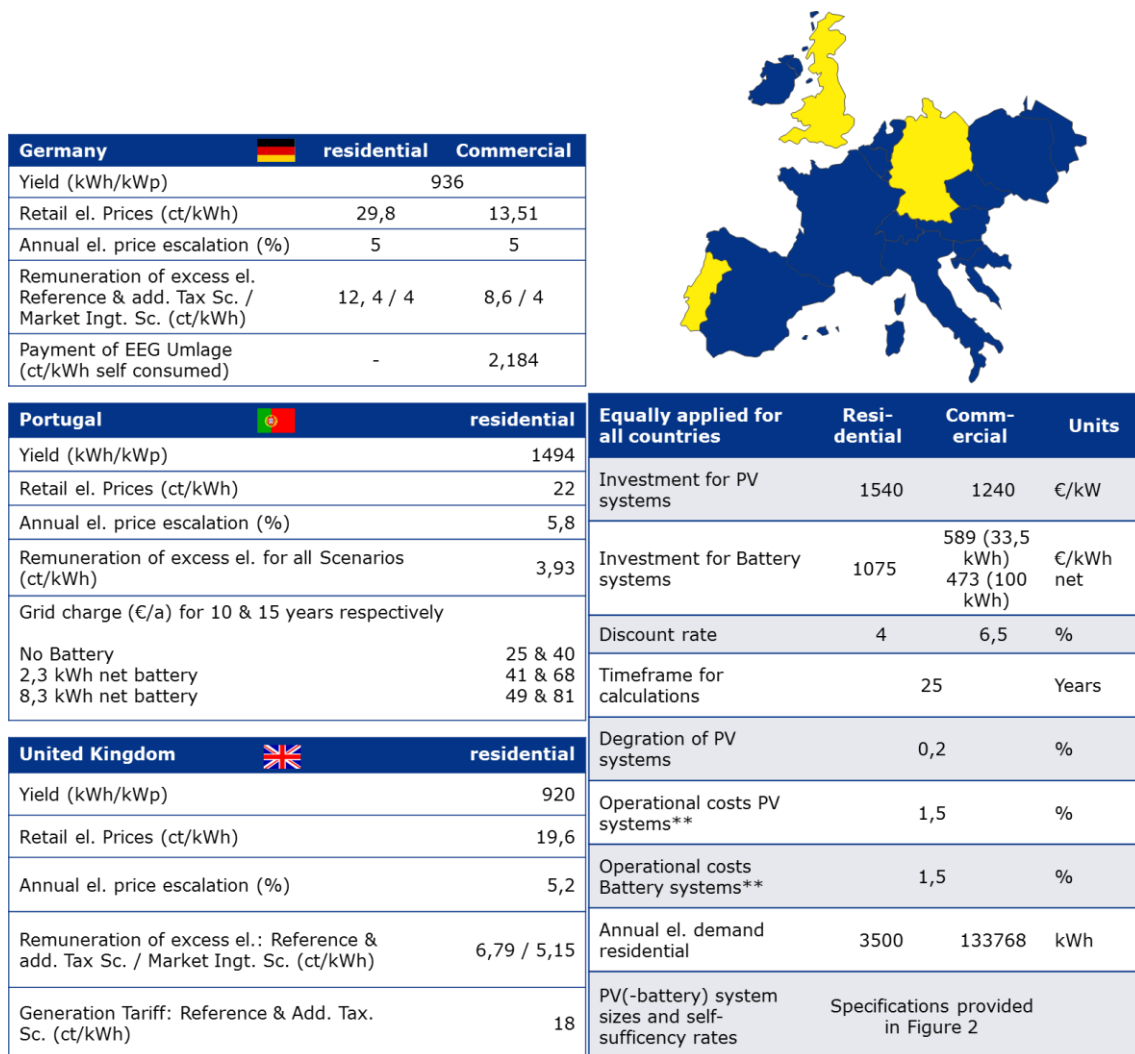 Germany residential Commercial
Yield (kWh/kWp) 936
Retail el. Prices (ct/kWh) 29,8 13,51
Annual el. price escalation (%) 5 5
Remuneration of excess el.
Reference & add. Tax Sc. / 12, 4 / 4 8,6 / 4
Market Ingt. Sc. (ct/kWh)
Payment of EEG Umlage - 2,184
(ct/kWh self consumed)
Portugal residential
Yield (kWh/kWp) 1494
Retail el. Prices (ct/kWh) 22
Annual el. price escalation (%) 5,8
Remuneration of excess el. for all Scenarios 3,93
(ct/kWh)
Grid charge (€/a) for 10 & 15 years respectively
No Battery 25 & 40
2,3 kWh net battery 41 & 68
8,3 kWh net battery 49 & 81
United Kingdom residential
Yield (kWh/kWp) 920
Retail el. Prices (ct/kWh) 19,6
Annual el. price escalation (%) 5,2
Remuneration of excess el.: Reference & 6,79 / 5,15
add. Tax Sc. / Market Ingt. Sc. (ct/kWh)
Generation Tariff: Reference & Add. Tax. 18
Sc. (ct/kWh)
Equally applied for Resi- Comm- Units
all countries dential ercial
Investment for PV 1540 1240 €/kW
systems
589 (33,5
Investment for Battery 1075 kWh) €/kWh
systems 473 (100 net
kWh)
Discount rate 4 6,5 %
Timeframe for 25 Years
calculations
Degration of PV 0,2 %
systems
Operational costs PV 1,5 %
systems**
Operational costs 1,5 %
Battery systems**
Annual el. demand 3500 133768 kWh
residential
PV(-battery) system Specifications provided
sizes and self- in Figure 2
sufficency rates